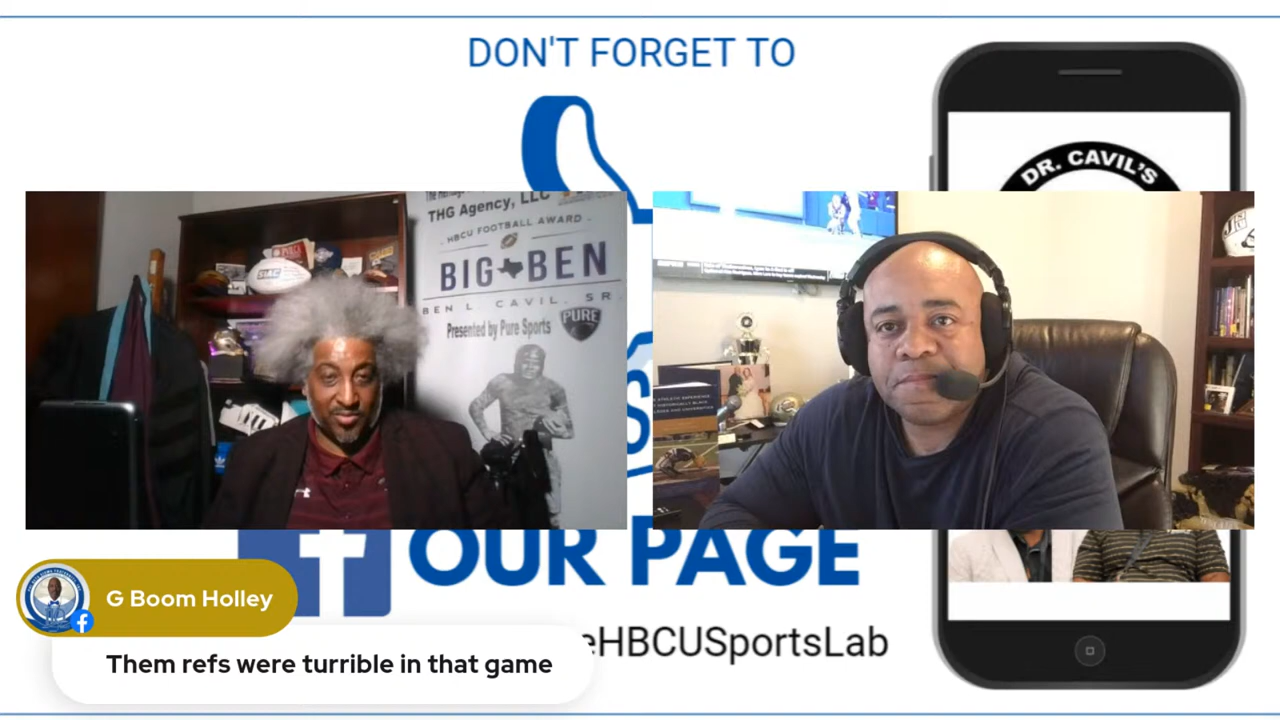 DON'T FORGET TO
DR. CAVIL'S
THG Agency, LLC
HBCU FOOTBALL AWARD
BIG BEN
BEN L. CAVIL, SR.
Presented by Pure Sports
PURE
SIAC
OUR PAGE
eHBCUSportsLab
G Boom Holley
Them refs were turrible in that game